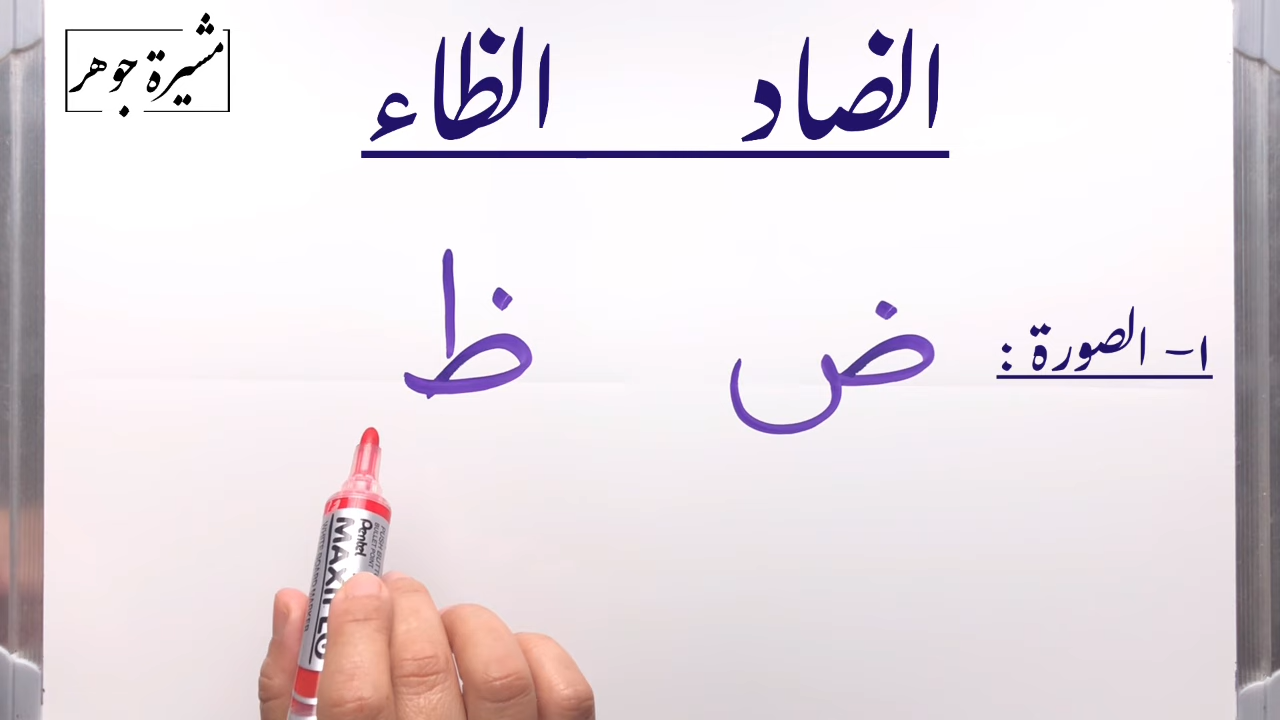 مشيرة جوهر
الضاد الظاء
١- الصورة :
ض ظ
Pentel
MAXIFLO